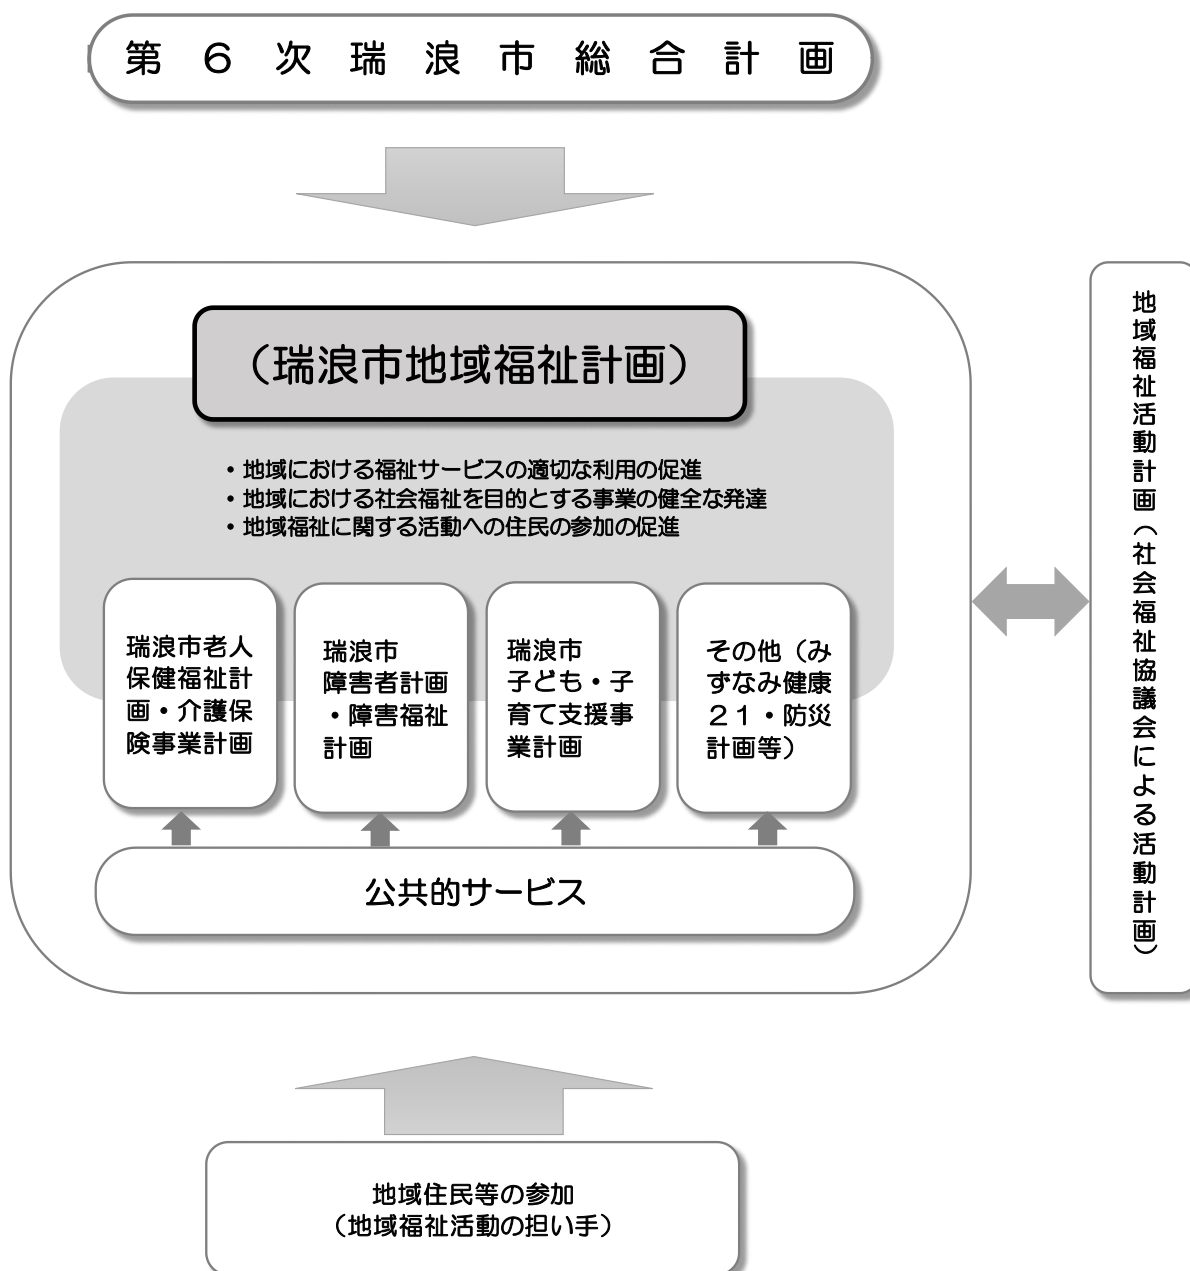 第６次瑞浪市総合計画
（瑞浪市地域福祉計画）
・地域における福祉サービスの適切な利用の促進
・地域における社会福祉を目的とする事業の健全な発達
・地域福祉に関する活動への住民の参加の促進
瑞浪市老人
保健福祉計
画・介護保
険事業計画
瑞浪市
障害者計画
・障害福祉
計画
瑞浪市
子ども・子
育て支援事
業計画
その他（み
ずなみ健康
２１・防災
計画等）
公共的サービス
地域福祉活動計画（社会福祉協議会による活動計画）
地域住民等の参加
（地域福祉活動の担い手）